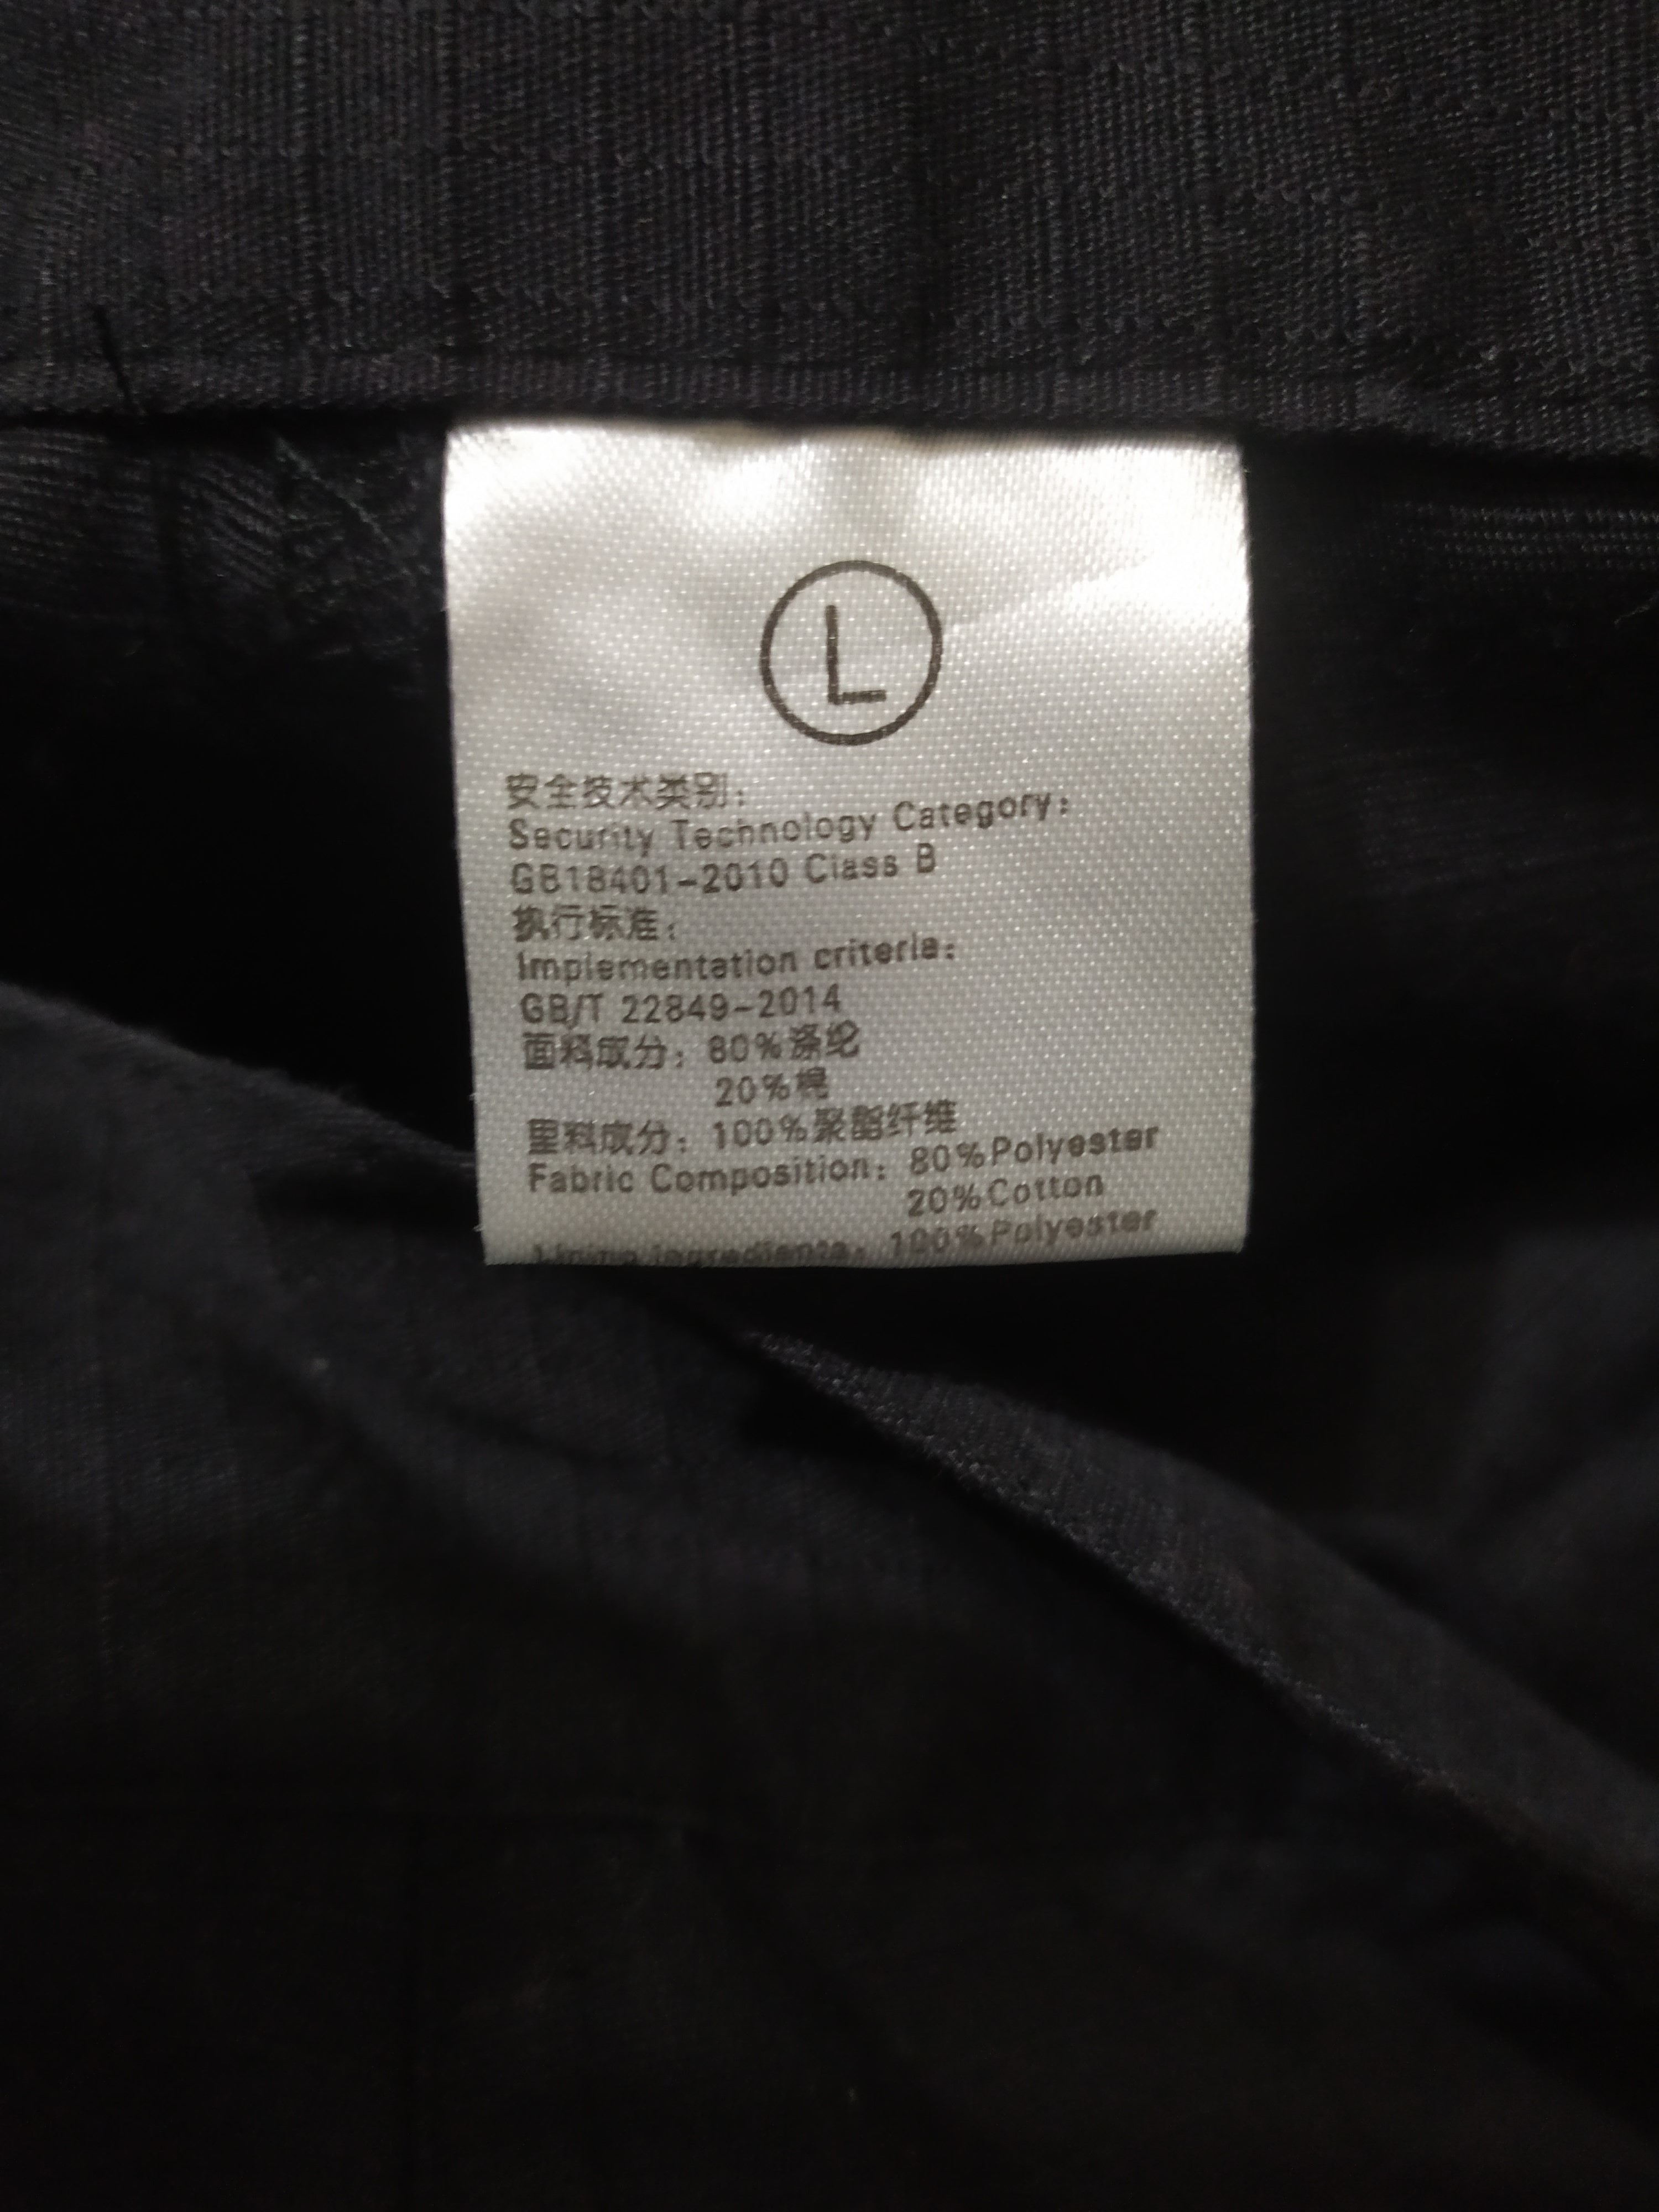 L
安全技术类别:
Security Technology Category:
GB18401-2010 Class B
执行标准:
Implementation criteria:
GB/T 22849-2014
面料成分: 80%涤纶
20%棉
里料成分: 100%聚酯纤维
Fabric Composition: 80%Polyester
20%Cotton
Lining ingredients: 100%Polyester